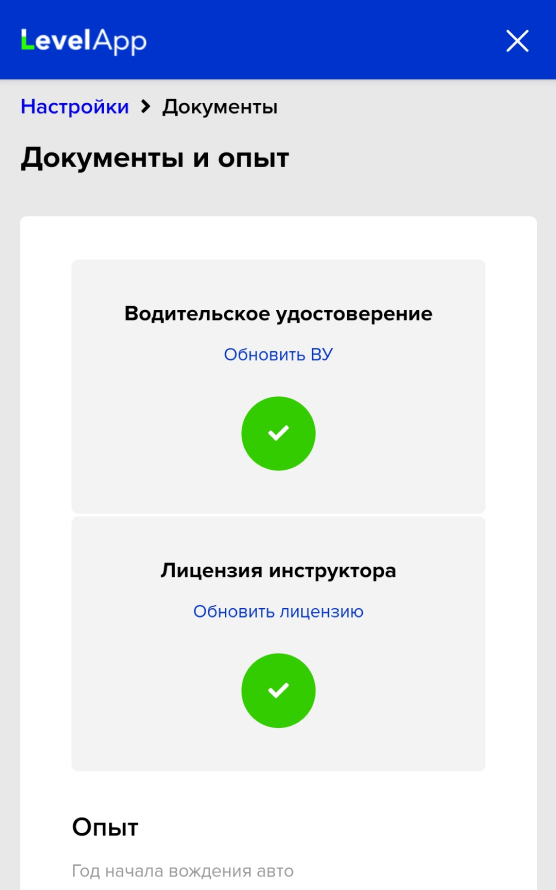 LevelApp
Настройки > Документы
Документы и опыт
Водительское удостоверение
Обновить ВУ
Лицензия инструктора
Обновить лицензию
Опыт
Год начала вождения авто